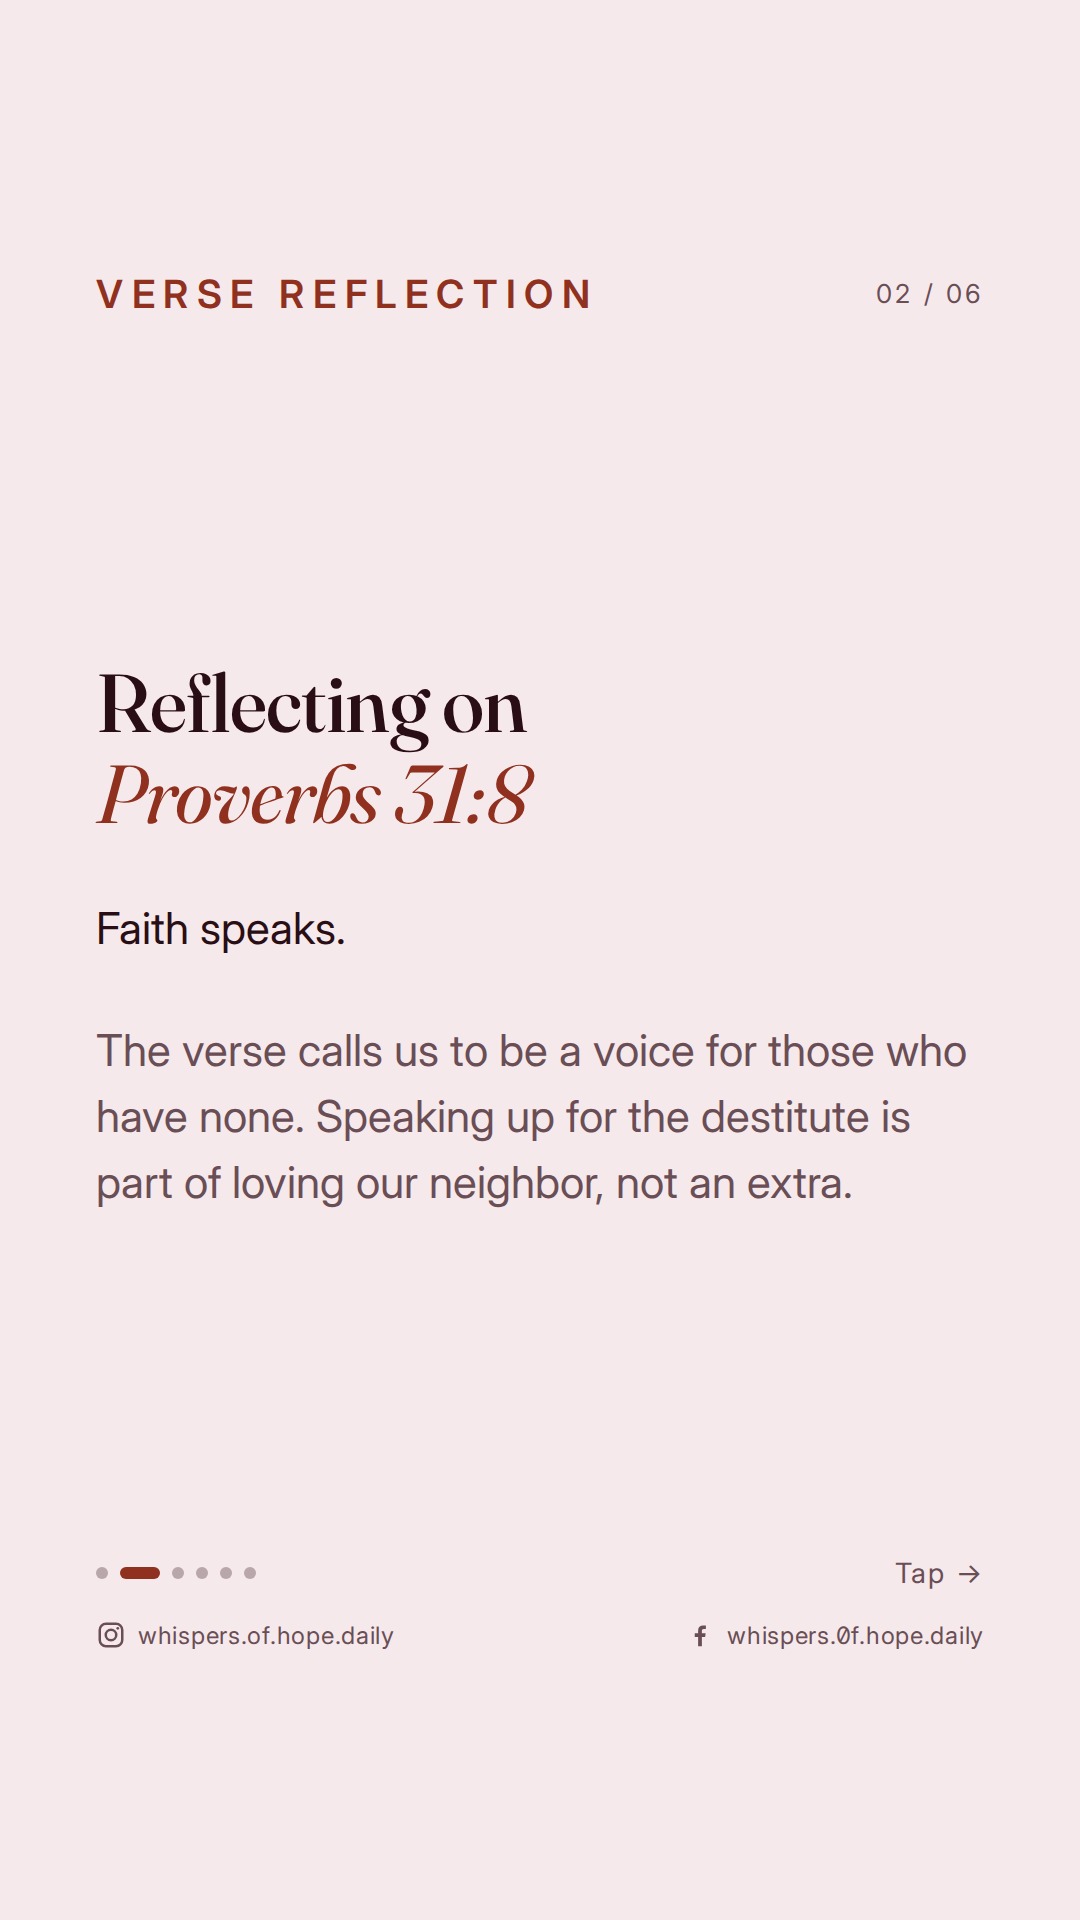 VERSE REFLECTION
02 / 06
Reflecting on
Proverbs 31:8
Faith speaks.
The verse calls us to be a voice for those who
have none. Speaking up for the destitute is
part of loving our neighbor, not an extra.
Tap →
whispers.of.hope.daily
whispers.0f.hope.daily